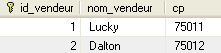 id_vendeur nom_vendeur cp
1 Lucky 75011
2 Dalton 75012